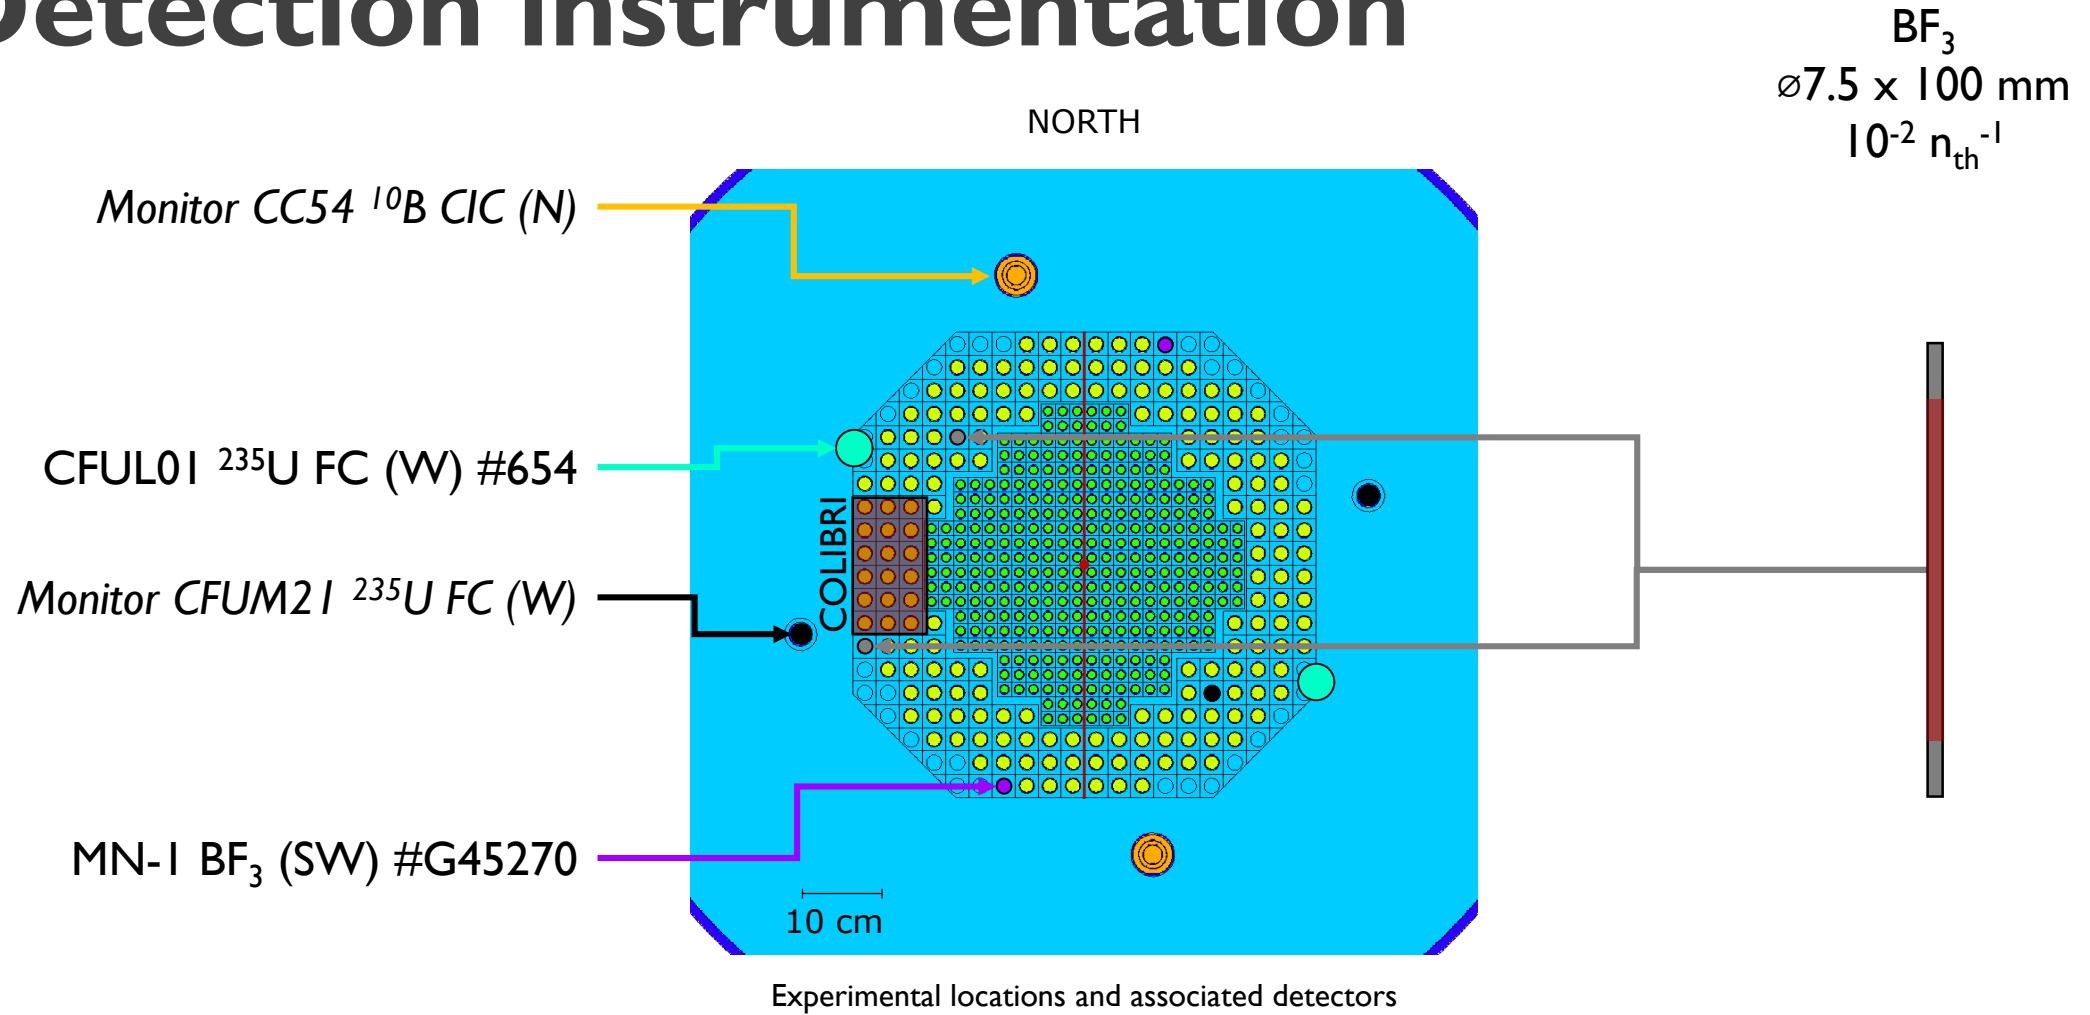 Detection Instrumentation
BF₃
⌀7.5 x 100 mm
10⁻² nₜₕ⁻¹
NORTH
Monitor CC54 ¹⁰B CIC (N)
CFUL01 ²³⁵U FC (W) #654
COLIBRI
Monitor CFUM21 ²³⁵U FC (W)
MN-1 BF₃ (SW) #G45270
10 cm
Experimental locations and associated detectors